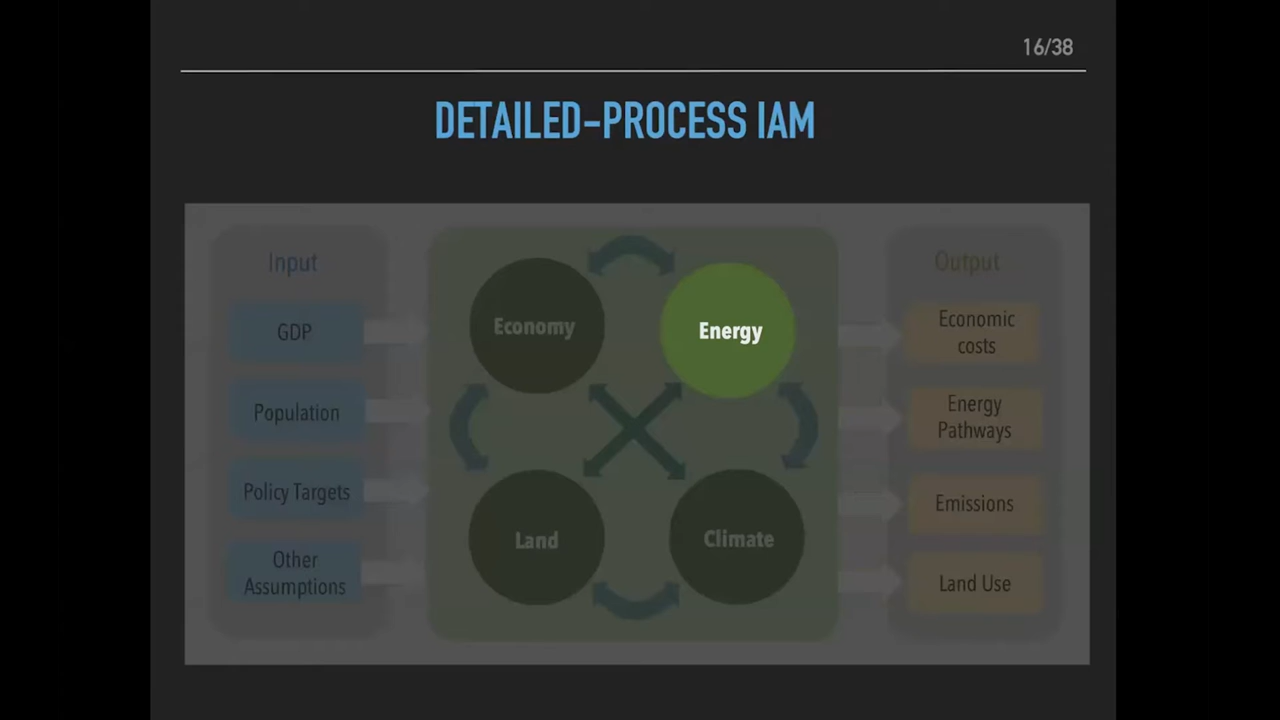 16/38
DETAILED-PROCESS IAM
Input
GDP
Population
Policy Targets
Other
Assumptions
Economy
Energy
Land
Climate
Output
Economic
costs
Energy
Pathways
Emissions
Land Use